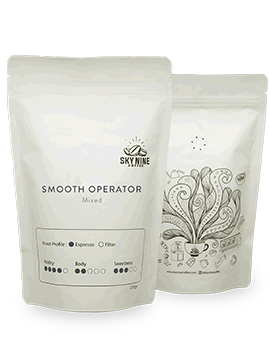 SKY NINE
COFFEE
SMOOTH OPERATOR
Mixed
Roast Profile : Espresso Filter
Acidity Body Sweetness